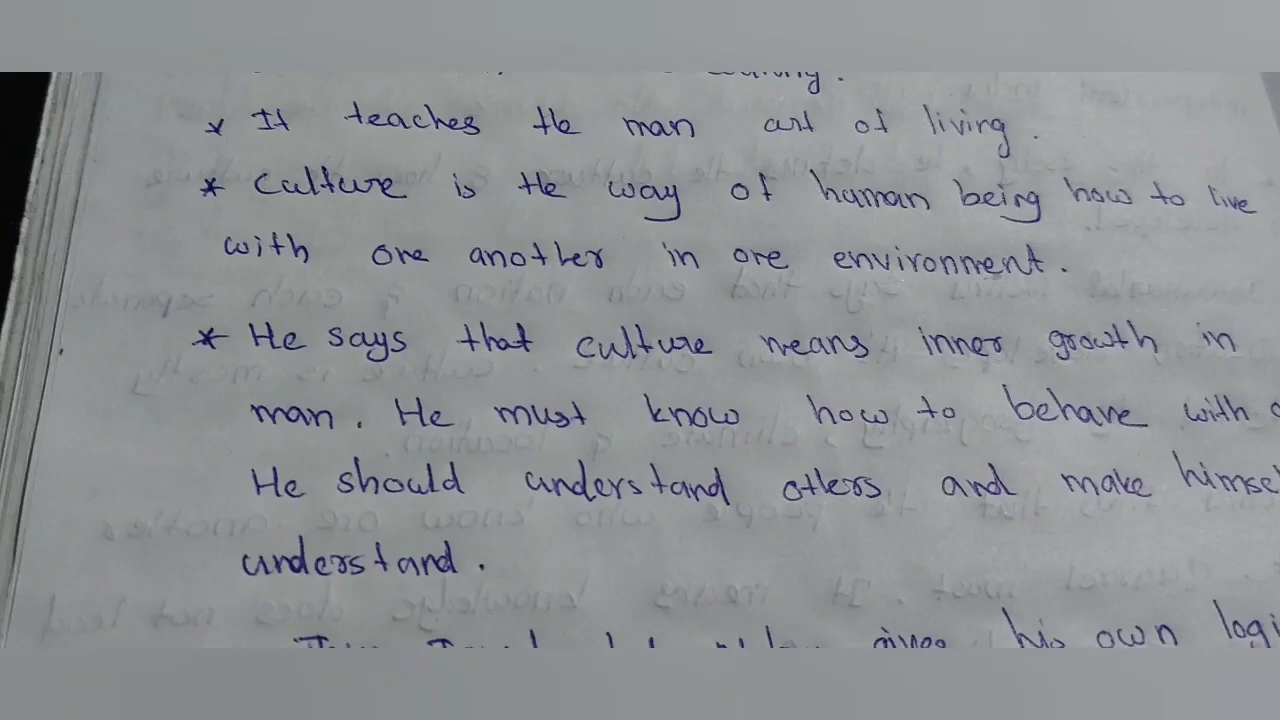 * It teaches the man art of living.
* Culture is the way of human being how to live
with one another in one environment.
* He says that culture means inner growth in
man. He must know how to behave with
He should understand others and make himse
understand.
his own logi